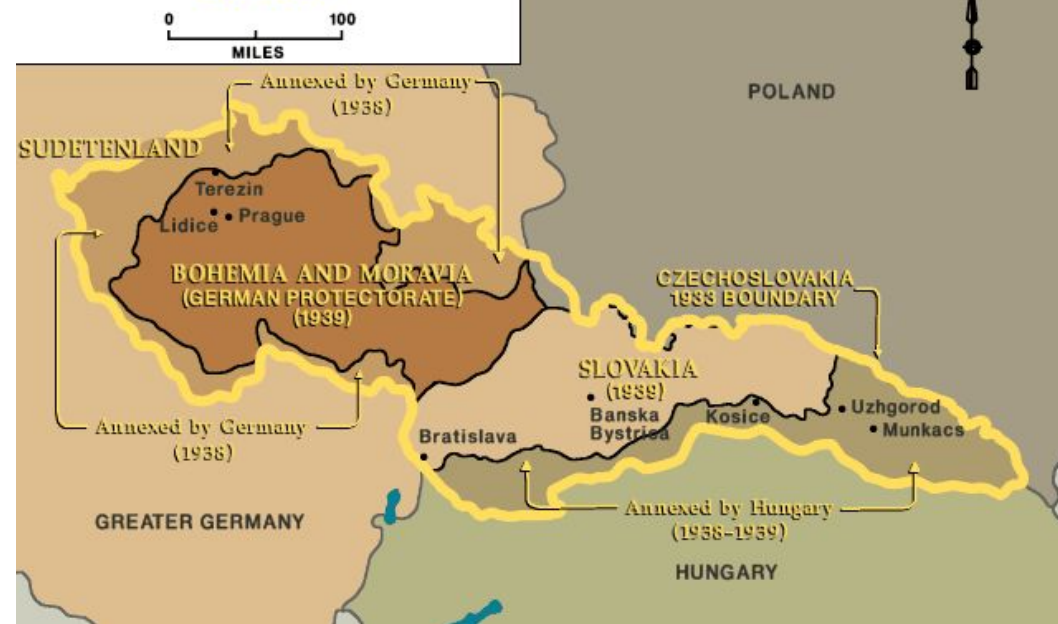 0 100
MILES
Annexed by Germany
(1938)
POLAND
SUDETENLAND
Terezin
Lidice
Prague
BOHEMIA AND MORAVIA
(GERMAN PROTECTORATE)
(1939)
CZECHOSLOVAKIA
1933 BOUNDARY
SLOVAKIA
(1939)
Banska
Bystrica
Kosice
Uzhgorod
Munkacs
Annexed by Germany
(1938)
Bratislava
Annexed by Hungary
(1938-1939)
GREATER GERMANY
HUNGARY